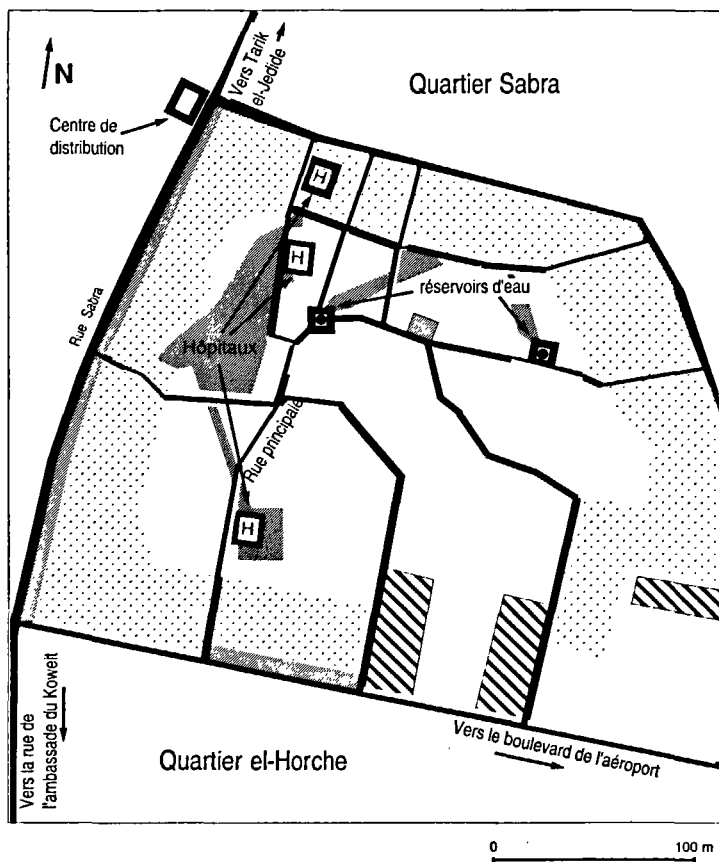 N
Vers Tarik
el-Jedide
Quartier Sabra
Centre de
distribution
H
H
réservoirs d'eau
Rue Sabra
Hôpitaux
Rue principale
H
Vers la rue de
l'ambassade du Koweit
Quartier el-Horche
Vers le boulevard de l'aéroport
0
100 m